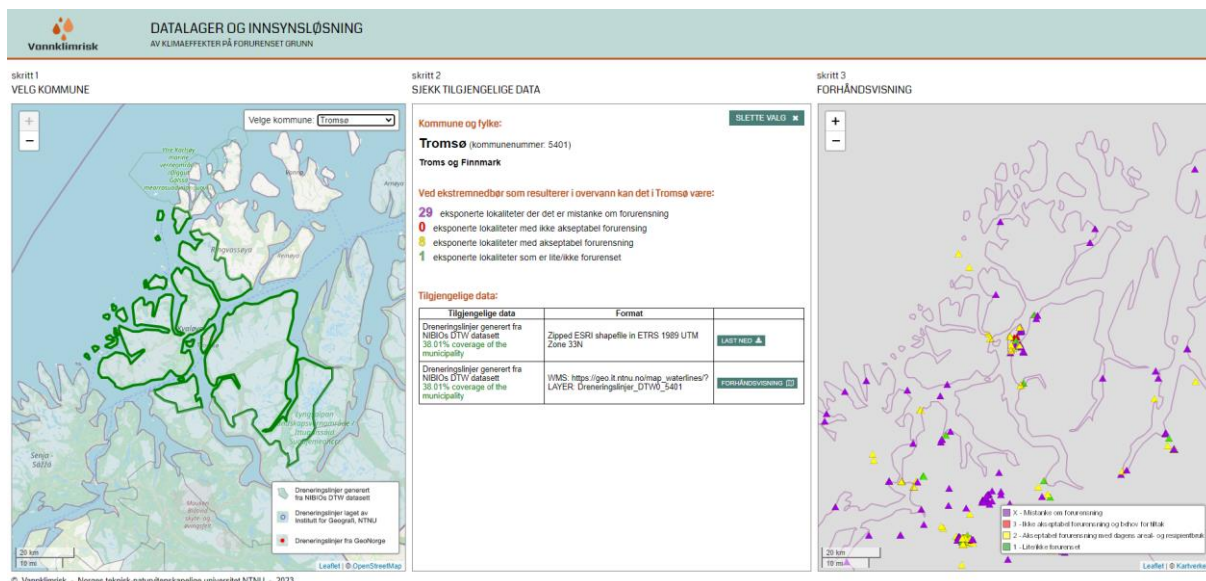 Vannklimrisk
DATALAGER OG INNSYNSLØSNING
AV KLIMAEFFEKTER PÅ FORURENSET GRUNN
skritt 1
VELG KOMMUNE
Velge kommune: Tromsø
+
−
Vannøy
Arnøya
Ringvassøya
Reinøya
Kvaløya
Senja -
Sážžá
Dreneringslinjer generert
fra NIBIOs DTW datasett
Dreneringslinjer laget av
Institutt for Geografi, NTNU
Dreneringslinjer fra GeoNorge
20 km
10 mi
Leaflet | © OpenStreetMap
skritt 2
SJEKK TILGJENGELIGE DATA
Kommune og fylke:
SLETTE VALG ✖
Tromsø (kommunenummer: 5401)
Troms og Finnmark
Ved ekstremnedbør som resulterer i overvann kan det i Tromsø være:
29 eksponerte lokaliteter der det er mistanke om forurensning
0 eksponerte lokaliteter med ikke akseptabel forurensing
8 eksponerte lokaliteter med akseptabel forurensning
1 eksponerte lokaliteter som er lite/ikke forurenset
Tilgjengelige data:
Tilgjengelige data Format
Dreneringslinjer generert fra
NIBIOs DTW datasett
38.01% coverage of the
municipality
Zipped ESRI shapefile in ETRS 1989 UTM
Zone 33N
LAST NED
Dreneringslinjer generert fra
NIBIOs DTW datasett
38.01% coverage of the
municipality
WMS: https://geo.it.ntnu.no/map_waterlines/?
LAYER: Dreneringslinjer_DTW0_5401
FORHÅNDSVISNING
skritt 3
FORHÅNDSVISNING
+
−
X - Mistanke om forurensning
3 - Ikke akseptabel forurensning og behov for tiltak
2 - Akseptabel forurensning med dagens areal- og resipientbruk
1 - Lite/ikke forurenset
20 km
10 mi
Leaflet | © Kartverket
© Vannklimrisk - Norges teknisk-naturvitenskapelige universitet NTNU - 2023